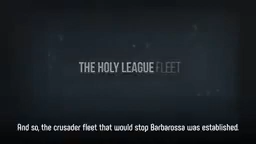 THE HOLY LEAGUE FLEET
And so, the crusader fleet that would stop Barbarossa was established.